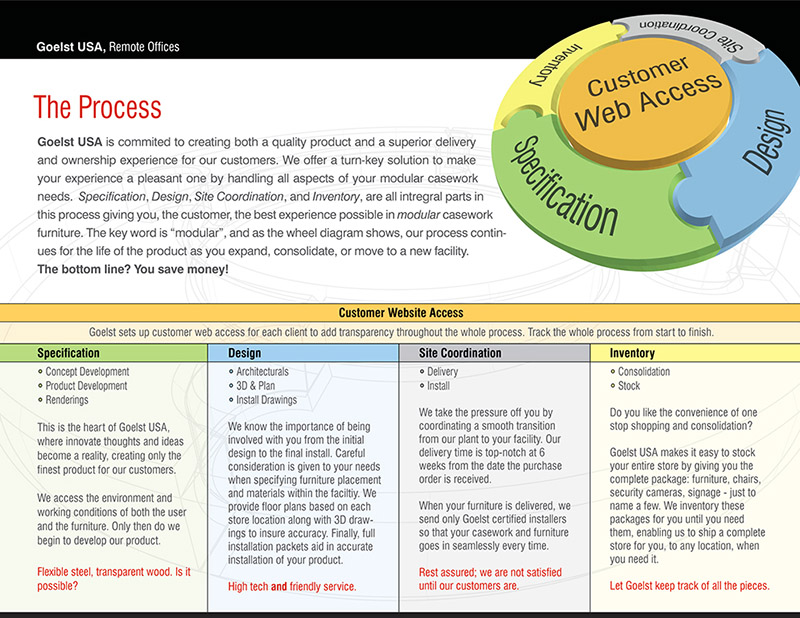 Goelst USA, Remote Offices
Inventory
Site Coordination
Customer
Web Access
Design
Specification
The Process
Goelst USA is commited to creating both a quality product and a superior delivery
and ownership experience for our customers. We offer a turn-key solution to make
your experience a pleasant one by handling all aspects of your modular casework
needs. Specification, Design, Site Coordination, and Inventory, are all intregral parts in
this process giving you, the customer, the best experience possible in modular casework
furniture. The key word is “modular”, and as the wheel diagram shows, our process contin-
ues for the life of the product as you expand, consolidate, or move to a new facility.
The bottom line? You save money!
Customer Website Access
Goelst sets up customer web access for each client to add transparency throughout the whole process. Track the whole process from start to finish.
Specification
Concept Development
Product Development
Renderings
This is the heart of Goelst USA,
where innovate thoughts and ideas
become a reality, creating only the
finest product for our customers.
We access the environment and
working conditions of both the user
and the furniture. Only then do we
begin to develop our product.
Flexible steel, transparent wood. Is it
possible?
Design
Architecturals
3D & Plan
Install Drawings
We know the importance of being
involved with you from the initial
design to the final install. Careful
consideration is given to your needs
when specifying furniture placement
and materials within the faciltiy. We
provide floor plans based on each
store location along with 3D draw-
ings to insure accuracy. Finally, full
installation packets aid in accurate
installation of your product.
High tech and friendly service.
Site Coordination
Delivery
Install
We take the pressure off you by
coordinating a smooth transition
from our plant to your facility. Our
delivery time is top-notch at 6
weeks from the date the purchase
order is received.
When your furniture is delivered, we
send only Goelst certified installers
so that your casework and furniture
goes in seamlessly every time.
Rest assured; we are not satisfied
until our customers are.
Inventory
Consolidation
Stock
Do you like the convenience of one
stop shopping and consolidation?
Goelst USA makes it easy to stock
your entire store by giving you the
complete package: furniture, chairs,
security cameras, signage - just to
name a few. We inventory these
packages for you until you need
them, enabling us to ship a complete
store for you, to any location, when
you need it.
Let Goelst keep track of all the pieces.